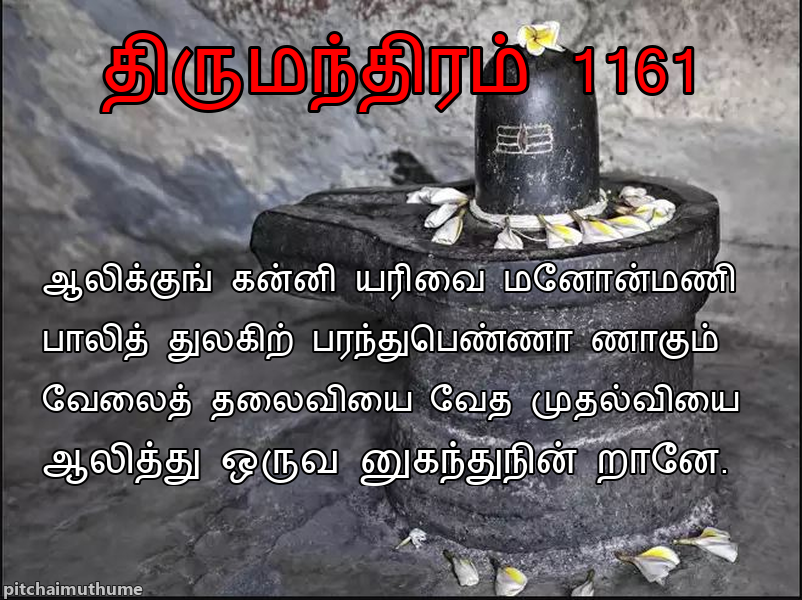 திருமந்திரம் 1161
ஆலிக்குங் கன்னி யரிவை மனோன்மணி
பாலித் துலகிற் பரந்துபெண்ணா ணாகும்
வேலைத் தலைவியை வேத முதல்வியை
ஆலித்து ஒருவ னுகந்துநின் றானே.
pitchaimuthume